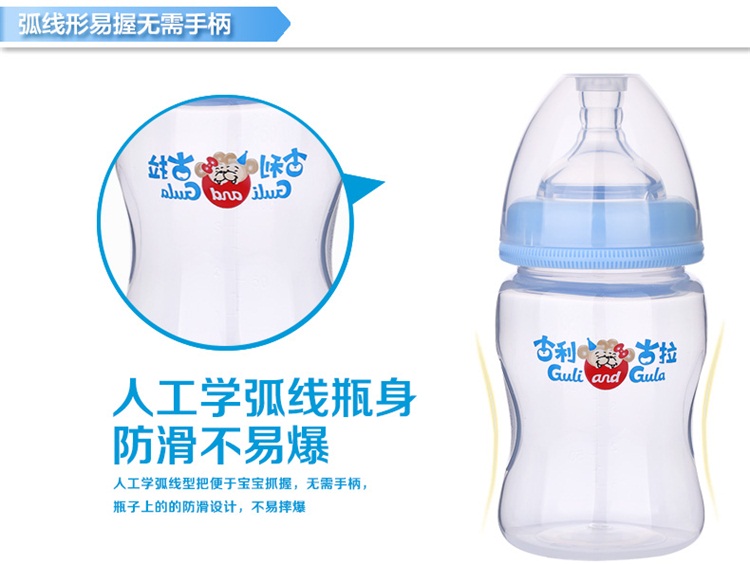 弧线形易握无需手柄
古利 古拉
Guli and Gula
古利 古拉
Guli and Gula
人工学弧线瓶身
防滑不易爆
人工学弧线型把便于宝宝抓握，无需手柄，
瓶子上的的防滑设计，不易摔爆